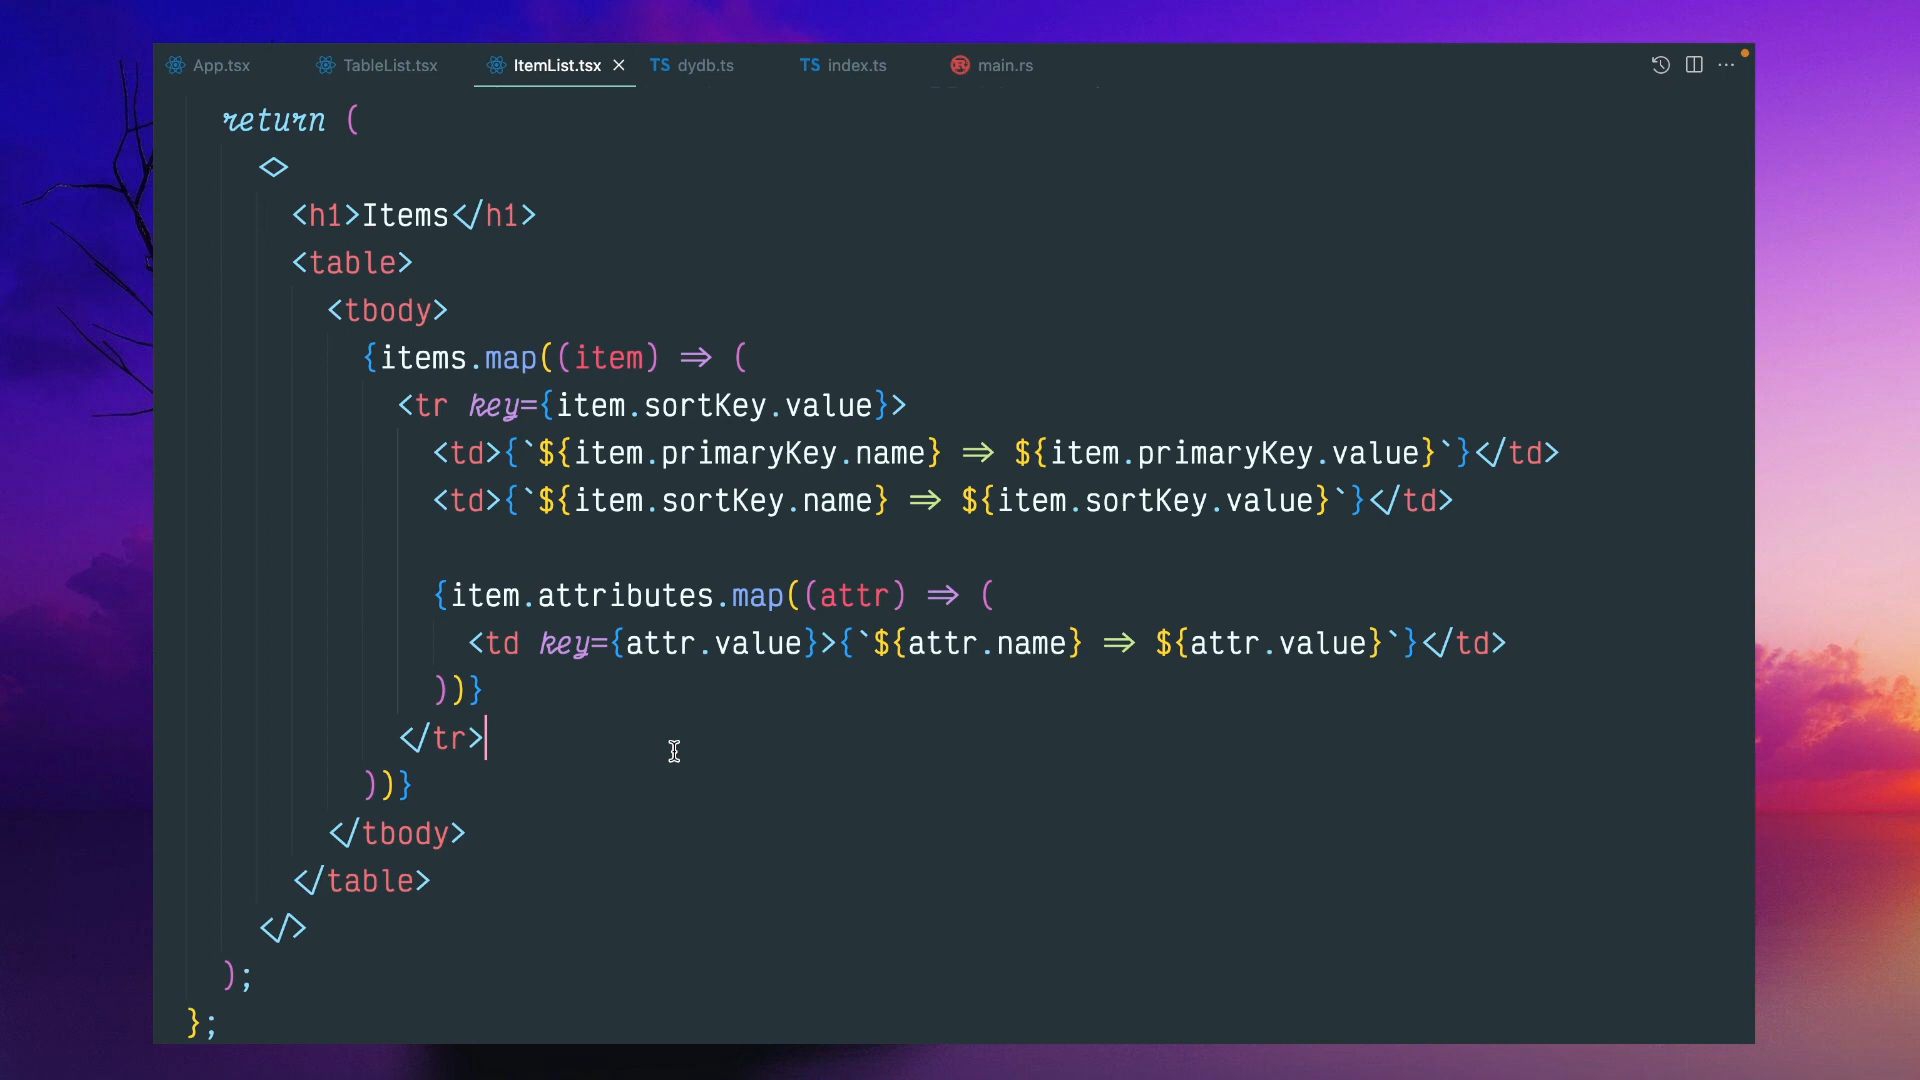 App.tsx TableList.tsx ItemList.tsx TS dydb.ts TS index.ts main.rs
return (
<>
<h1>Items</h1>
<table>
<tbody>
{items.map((item) => (
<tr key={item.sortKey.value}>
<td>{`${item.primaryKey.name} => ${item.primaryKey.value}`}</td>
<td>{`${item.sortKey.name} => ${item.sortKey.value}`}</td>
{item.attributes.map((attr) => (
<td key={attr.value}>{`${attr.name} => ${attr.value}`}</td>
))}
</tr>
))}
</tbody>
</table>
</>
);
};